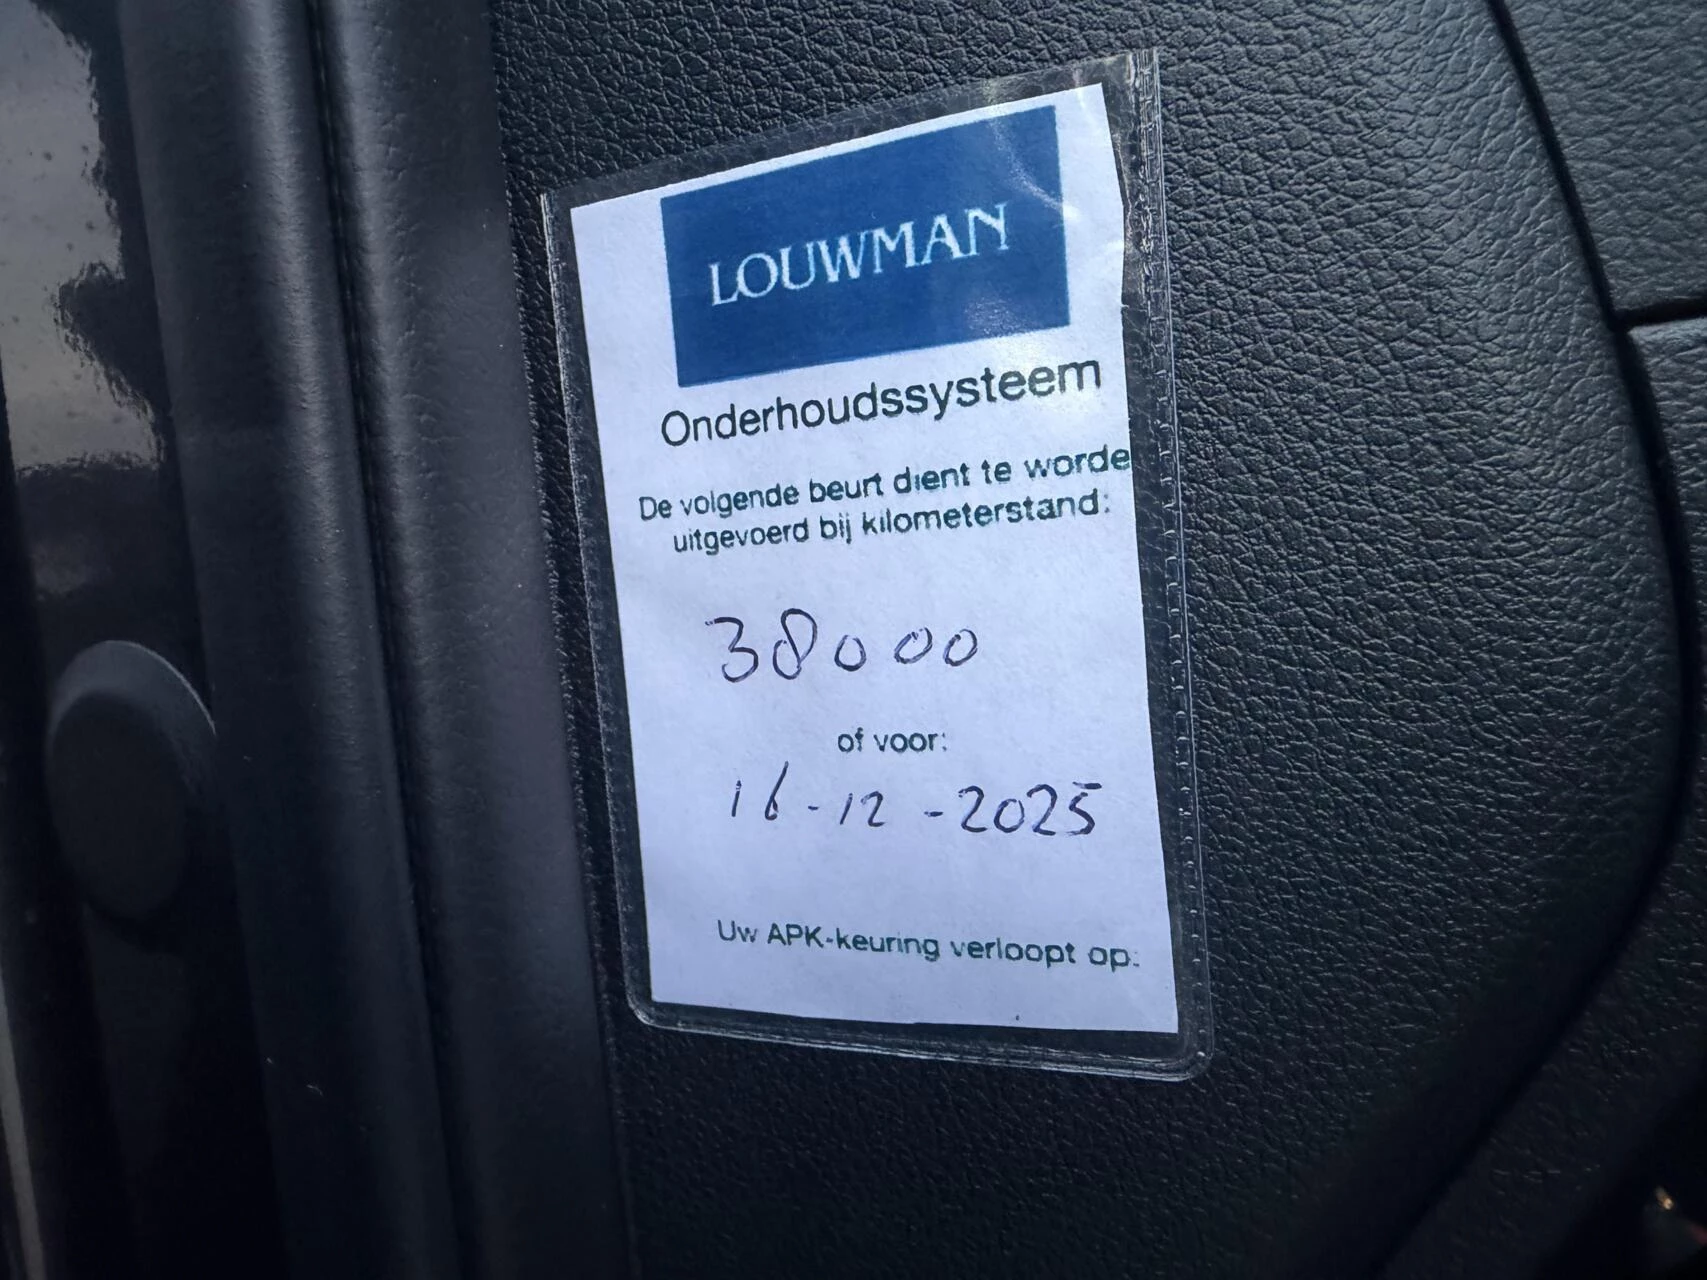 LOUWMAN
Onderhoudssysteem
De volgende beurt dient te worde
uitgevoerd bij kilometerstand:
38000
of voor:
16-12-2025
Uw APK-keuring verloopt op: